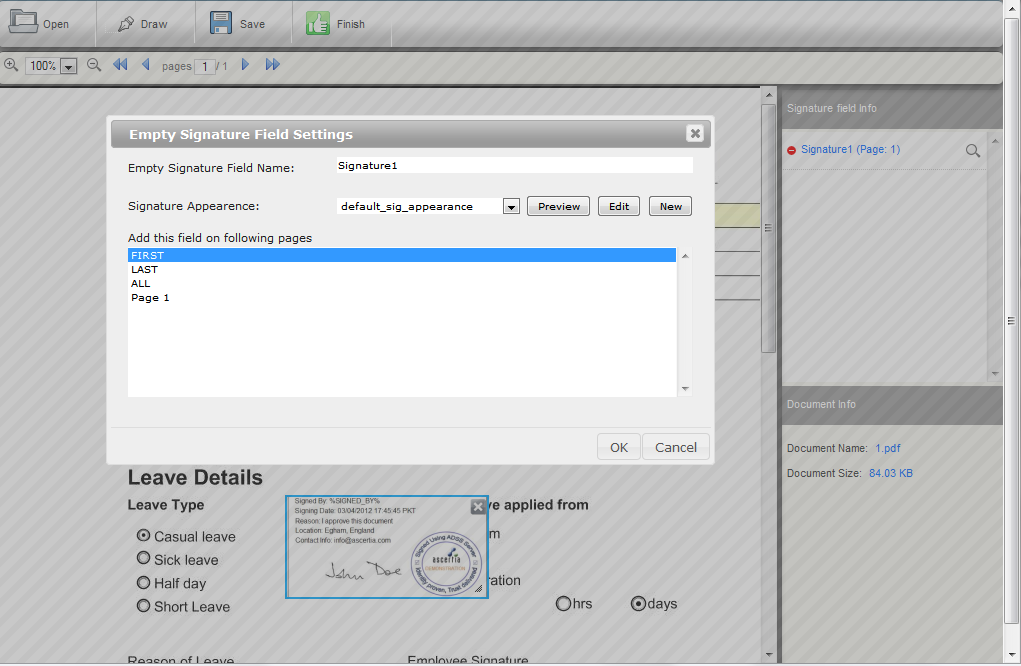 Open
Draw
Save
Finish
100%
pages 1 / 1
Signature field Info
Signature1 (Page: 1)
Empty Signature Field Settings
Empty Signature Field Name: Signature1
Signature Appearence: default_sig_appearance Preview Edit New
Add this field on following pages
FIRST
LAST
ALL
Page 1
OK Cancel
Document Info
Document Name: 1.pdf
Document Size: 84.03 KB
Leave Details
Leave Type
ve applied from
Casual leave
Sick leave
Half day
Short Leave
Signed By: %SIGNED_BY%
Signing Date: 03/04/2012 17:45:45 PKT
Reason: I approve this document
Location: Egham, England
Contact Info: info@ascertia.com
John Doe
Signed Using ADSS Server
ascertia
DEMONSTRATION
Identity proven, Trust delivered
m
ration
hrs
days
Reason of Leave
Employee Signature